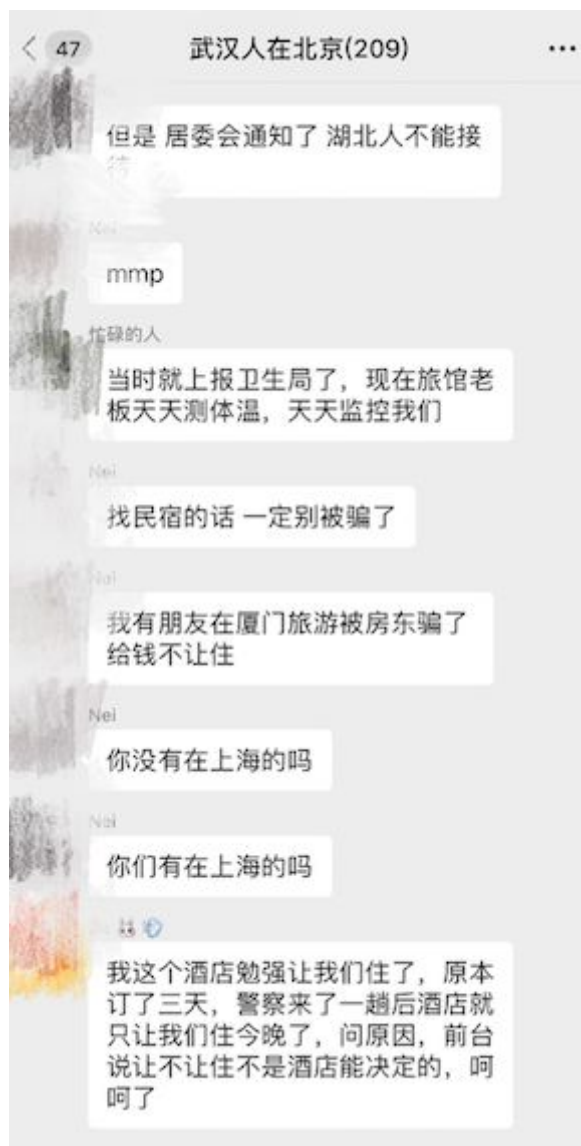 47
武汉人在北京(209)
但是 居委会通知了 湖北人不能接
待
Nei
mmp
忙碌的人
当时就上报卫生局了，现在旅馆老
板天天测体温，天天监控我们
Nei
找民宿的话 一定别被骗了
Nei
我有朋友在厦门旅游被房东骗了
给钱不让住
Nei
你没有在上海的吗
Nei
你们有在上海的吗
我这个酒店勉强让我们住了，原本
订了三天，警察来了一趟后酒店就
只让我们住今晚了，问原因，前台
说让不让住不是酒店能决定的，呵
呵了